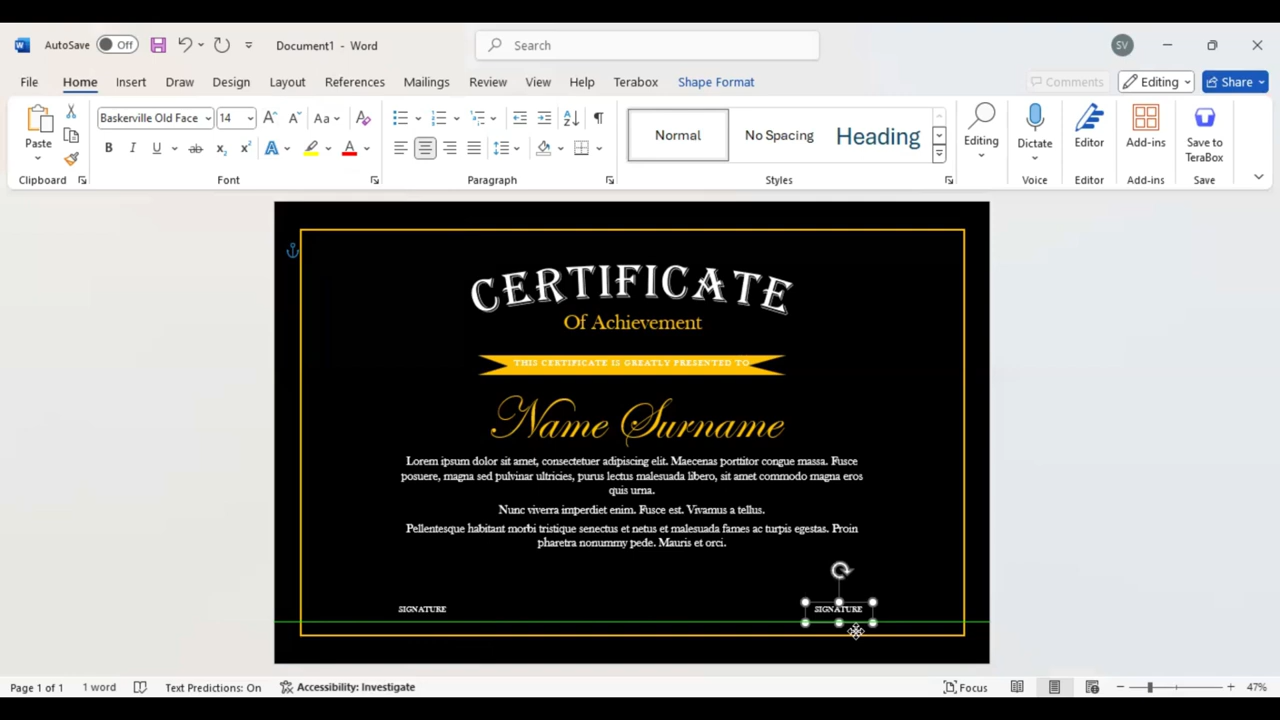 AutoSave Off Document1 - Word Search SV
File Home Insert Draw Design Layout References Mailings Review View Help Terabox Shape Format Comments Editing Share
Paste Baskerville Old Face 14 Aa Normal No Spacing Heading Editing Dictate Editor Add-ins Save to TeraBox
Clipboard Font Paragraph Styles Voice Editor Add-ins Save
CERTIFICATE
Of Achievement
THIS CERTIFICATE IS GREATLY PRESENTED TO
Name Surname
Lorem ipsum dolor sit amet, consectetuer adipiscing elit. Maecenas porttitor congue massa. Fusce
posuere, magna sed pulvinar ultricies, purus lectus malesuada libero, sit amet commodo magna eros
quis urna.
Nunc viverra imperdiet enim. Fusce est. Vivamus a tellus.
Pellentesque habitant morbi tristique senectus et netus et malesuada fames ac turpis egestas. Proin
pharetra nonummy pede. Mauris et orci.
SIGNATURE SIGNATURE
Page 1 of 1 1 word Text Predictions: On Accessibility: Investigate Focus 47%